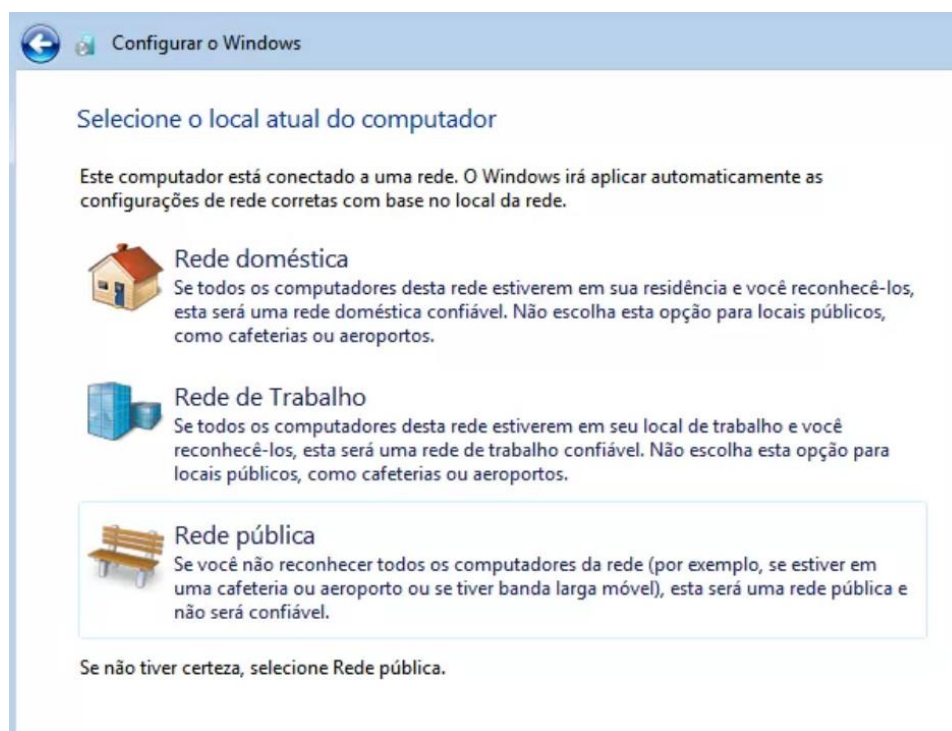 Configurar o Windows
Selecione o local atual do computador
Este computador está conectado a uma rede. O Windows irá aplicar automaticamente as
configurações de rede corretas com base no local da rede.
Rede doméstica
Se todos os computadores desta rede estiverem em sua residência e você reconhecê-los,
esta será uma rede doméstica confiável. Não escolha esta opção para locais públicos,
como cafeterias ou aeroportos.
Rede de Trabalho
Se todos os computadores desta rede estiverem em seu local de trabalho e você
reconhecê-los, esta será uma rede de trabalho confiável. Não escolha esta opção para
locais públicos, como cafeterias ou aeroportos.
Rede pública
Se você não reconhecer todos os computadores da rede (por exemplo, se estiver em
uma cafeteria ou aeroporto ou se tiver banda larga móvel), esta será uma rede pública e
não será confiável.
Se não tiver certeza, selecione Rede pública.